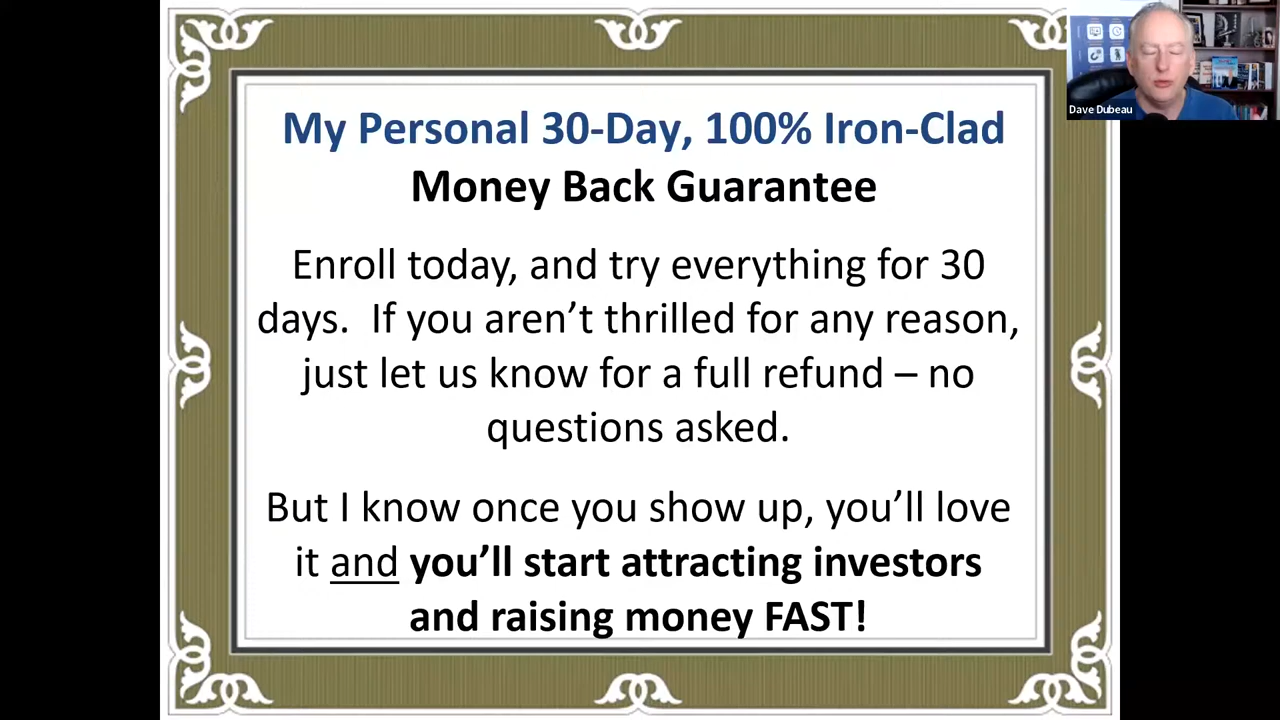 My Personal 30-Day, 100% Iron-Clad
Money Back Guarantee
Enroll today, and try everything for 30
days.  If you aren’t thrilled for any reason,
just let us know for a full refund – no
questions asked.
But I know once you show up, you’ll love
it and you’ll start attracting investors
and raising money FAST!
Dave Dubeau